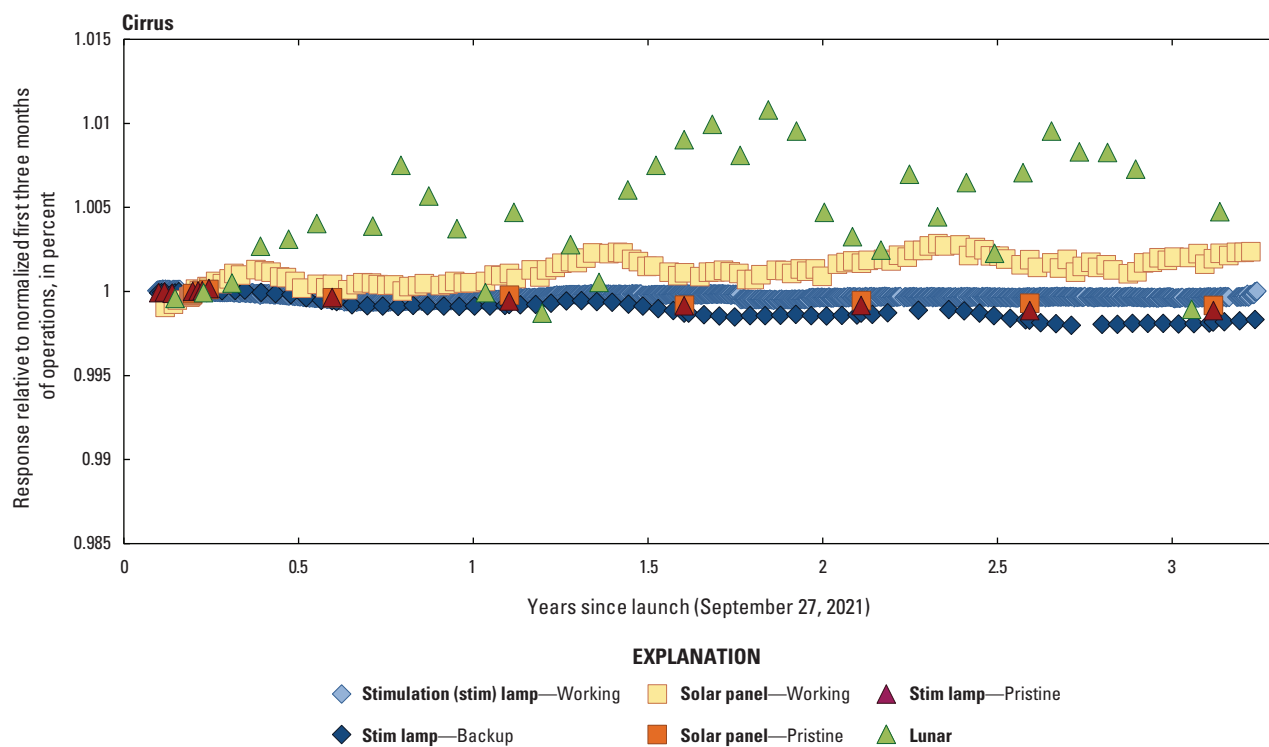 Cirrus
1.015
1.01
1.005
1
0.995
0.99
0.985
0
0.5
1
1.5
2
2.5
3
Response relative to normalized first three months
of operations, in percent
Years since launch (September 27, 2021)
EXPLANATION
Stimulation (stim) lamp—Working
Solar panel—Working
Stim lamp—Pristine
Stim lamp—Backup
Solar panel—Pristine
Lunar